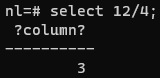 nl=# select 12/4;
 ?column?
----------
        3